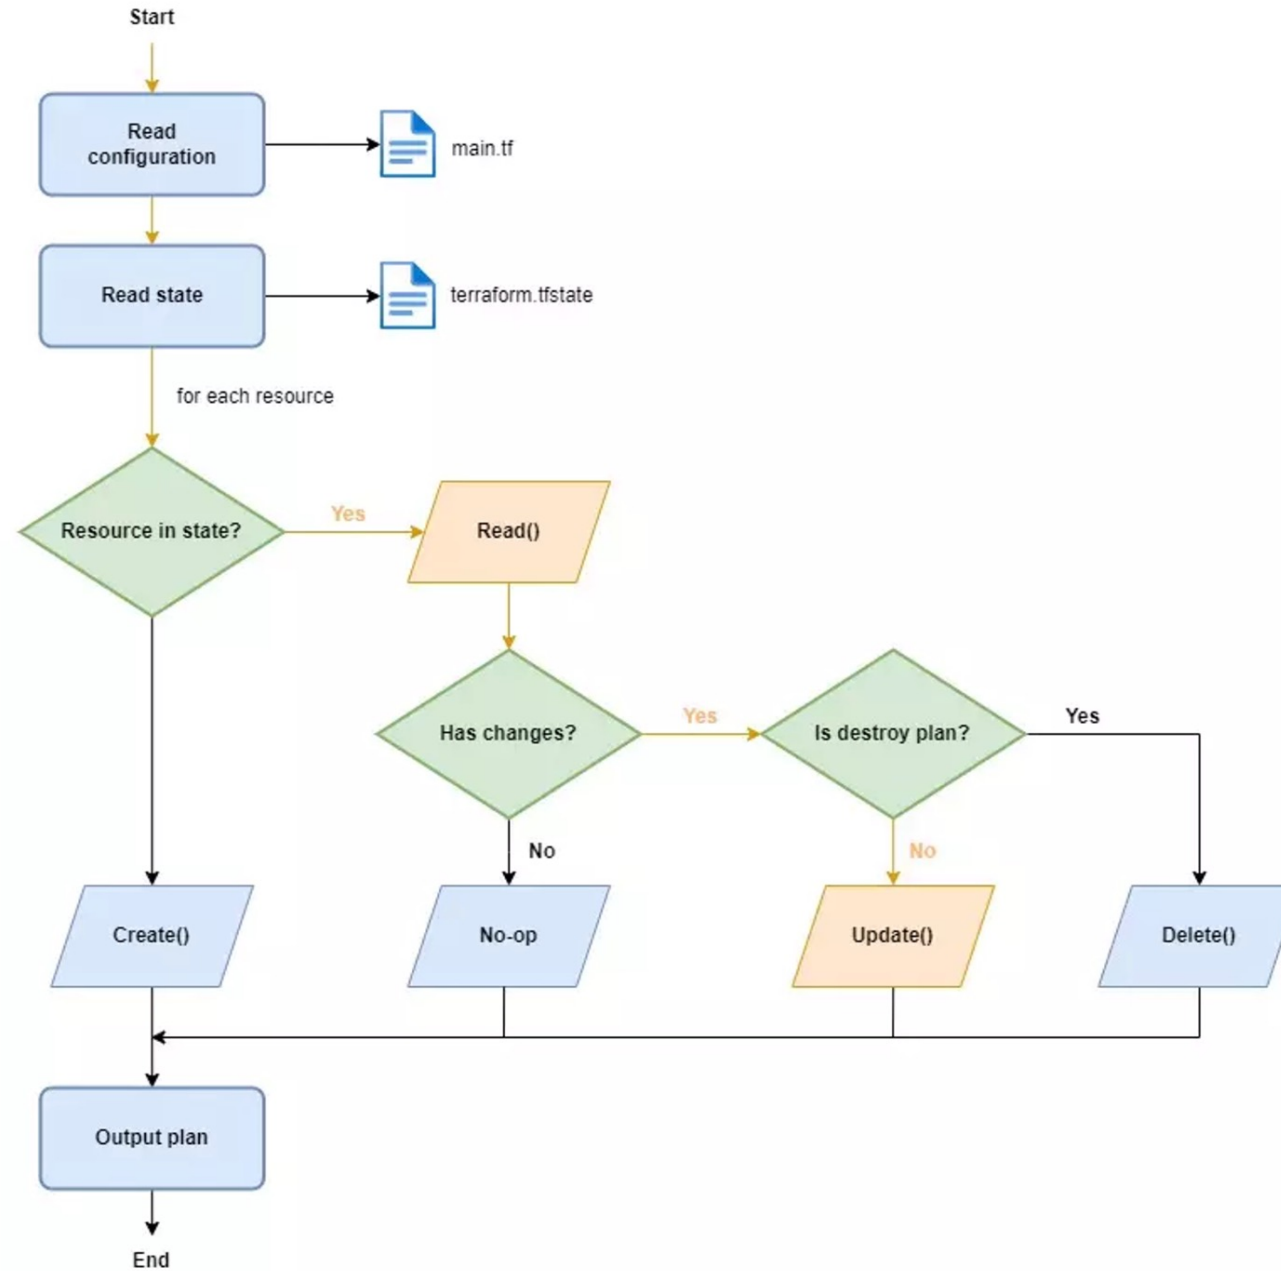 Start
Read
configuration
main.tf
Read state
terraform.tfstate
for each resource
Resource in state?
Yes
Read()
Has changes?
Yes
Is destroy plan?
Yes
No
No
Create()
No-op
Update()
Delete()
Output plan
End